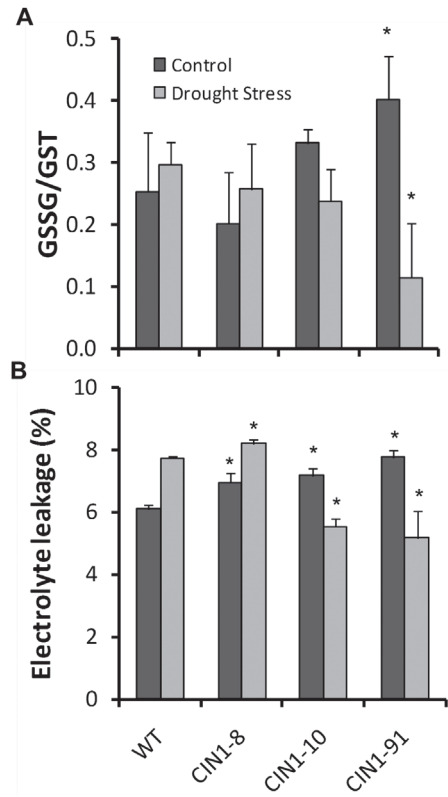 A
GSSG/GST
0.5
0.4
0.3
0.2
0.1
0.0
Control
Drought Stress
*
*
B
Electrolyte leakage (%)
10
8
6
4
2
0
*
*
*
*
*
*
WT
CIN1-8
CIN1-10
CIN1-91